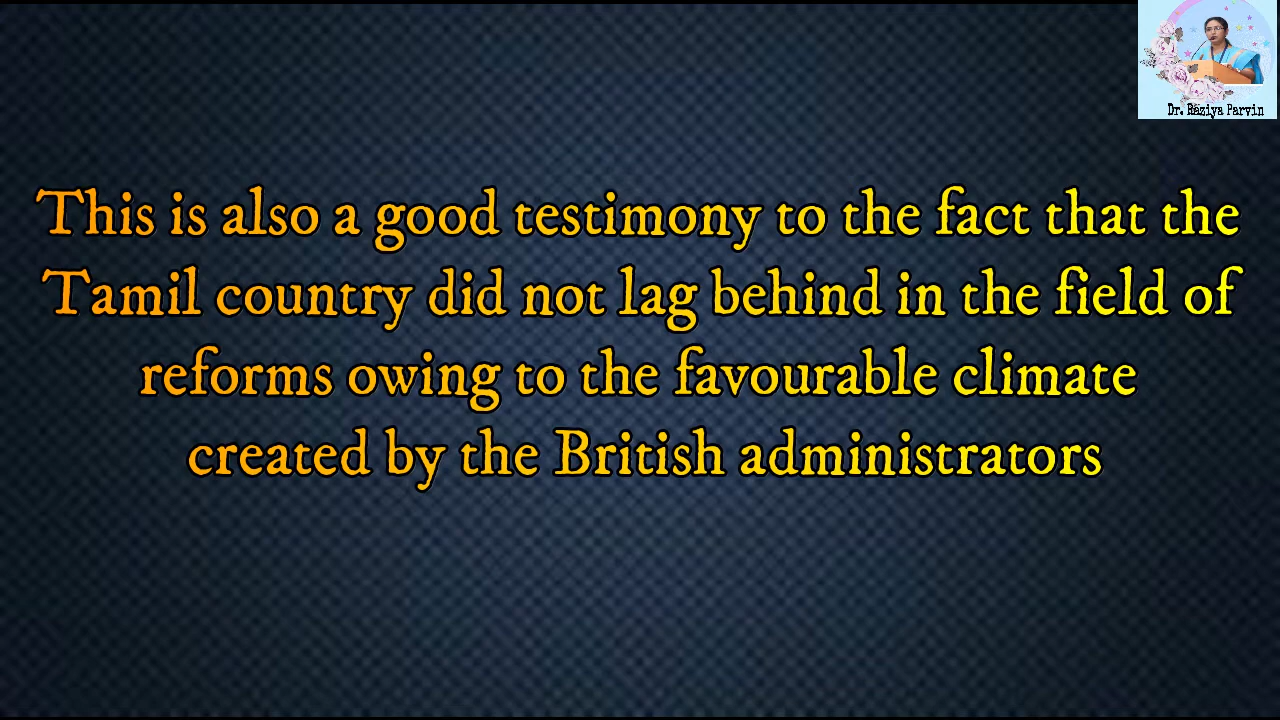 Dr. Raziya Parvin
This is also a good testimony to the fact that the
Tamil country did not lag behind in the field of
reforms owing to the favourable climate
created by the British administrators